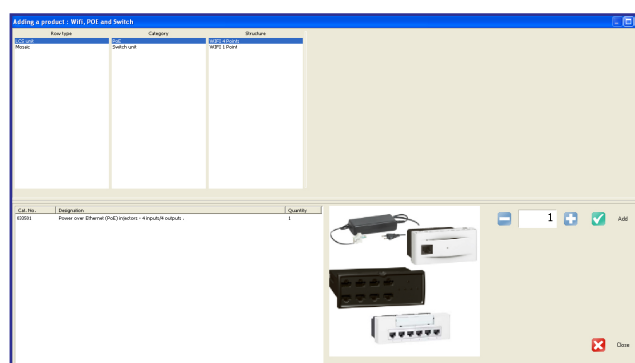 Adding a product : Wifi, POE and Switch
Row type Category Structure
LCS unit PoE WIFI 4 Points
Mosaic Switch unit WIFI 1 Point
Cat. No. Designation Quantity
033501 Power over Ethernet (PoE) injectors - 4 inputs/4 outputs . 1
1 Add
Close